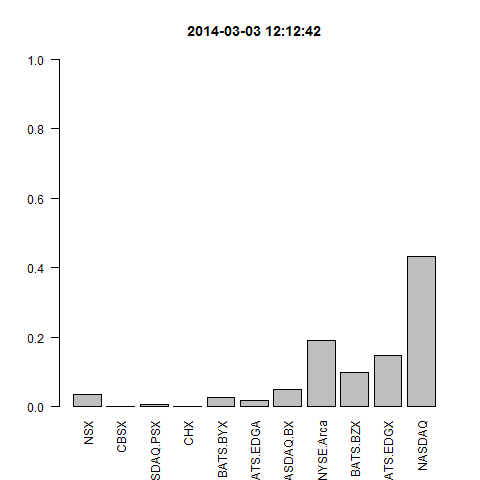 2014-03-03 12:12:42
1.0
0.8
0.6
0.4
0.2
0.0
NSX
CBSX
SDAQ.PSX
CHX
BATS.BYX
ATS.EDGA
ASDAQ.BX
NYSE.Arca
BATS.BZX
ATS.EDGX
NASDAQ